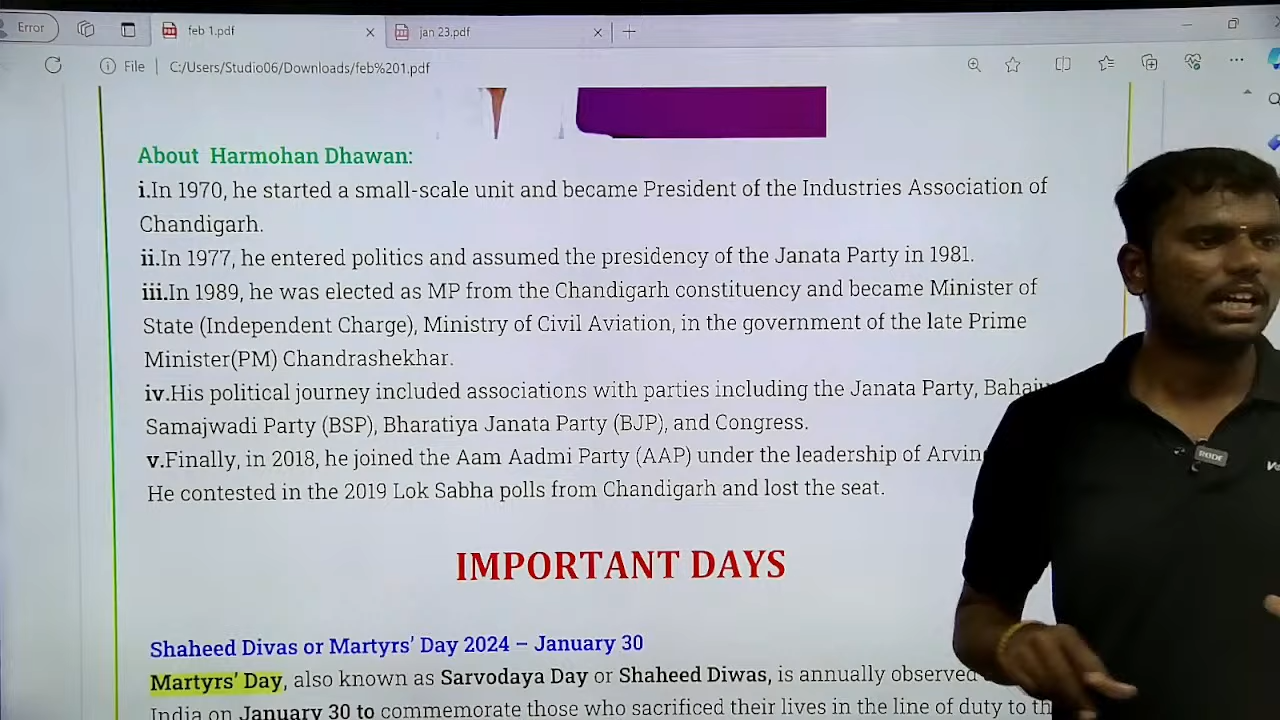 Error
feb 1.pdf
jan 23.pdf
File
C:/Users/Studio06/Downloads/feb%201.pdf
About Harmohan Dhawan:
i.In 1970, he started a small-scale unit and became President of the Industries Association of
Chandigarh.
ii.In 1977, he entered politics and assumed the presidency of the Janata Party in 1981.
iii.In 1989, he was elected as MP from the Chandigarh constituency and became Minister of
State (Independent Charge), Ministry of Civil Aviation, in the government of the late Prime
Minister(PM) Chandrashekhar.
iv.His political journey included associations with parties including the Janata Party,
Samajwadi Party (BSP), Bharatiya Janata Party (BJP), and Congress.
v.Finally, in 2018, he joined the Aam Aadmi Party (AAP) under the leadership of
He contested in the 2019 Lok Sabha polls from Chandigarh and lost the seat.
IMPORTANT DAYS
Shaheed Divas or Martyrs' Day 2024 – January 30
Martyrs' Day, also known as Sarvodaya Day or Shaheed Diwas, is annually observed
India on January 30 to commemorate those who sacrificed their lives in the line of duty to
RODE